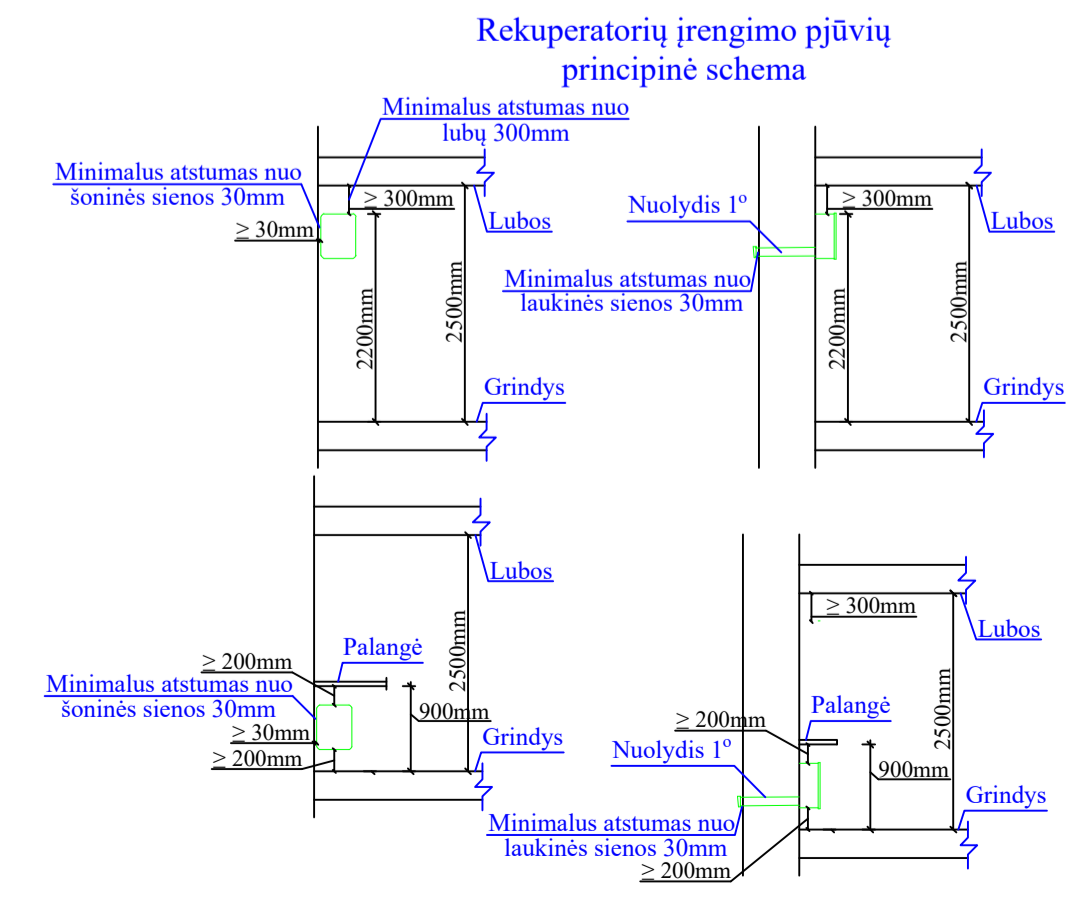 Rekuperatorių įrengimo pjūvių
principinė schema
Minimalus atstumas nuo
lubų 300mm
Minimalus atstumas nuo
šoninės sienos 30mm
≥ 300mm
≥ 30mm
Lubos
2200mm
2500mm
Grindys
Nuolydis 1°
≥ 300mm
Lubos
Minimalus atstumas nuo
laukinės sienos 30mm
2200mm
2500mm
Grindys
Lubos
Palangė
≥ 200mm
2500mm
Minimalus atstumas nuo
šoninės sienos 30mm
900mm
≥ 30mm
≥ 200mm
Grindys
≥ 300mm
Lubos
Palangė
≥ 200mm
2500mm
Nuolydis 1°
900mm
Grindys
Minimalus atstumas nuo
laukinės sienos 30mm
≥ 200mm